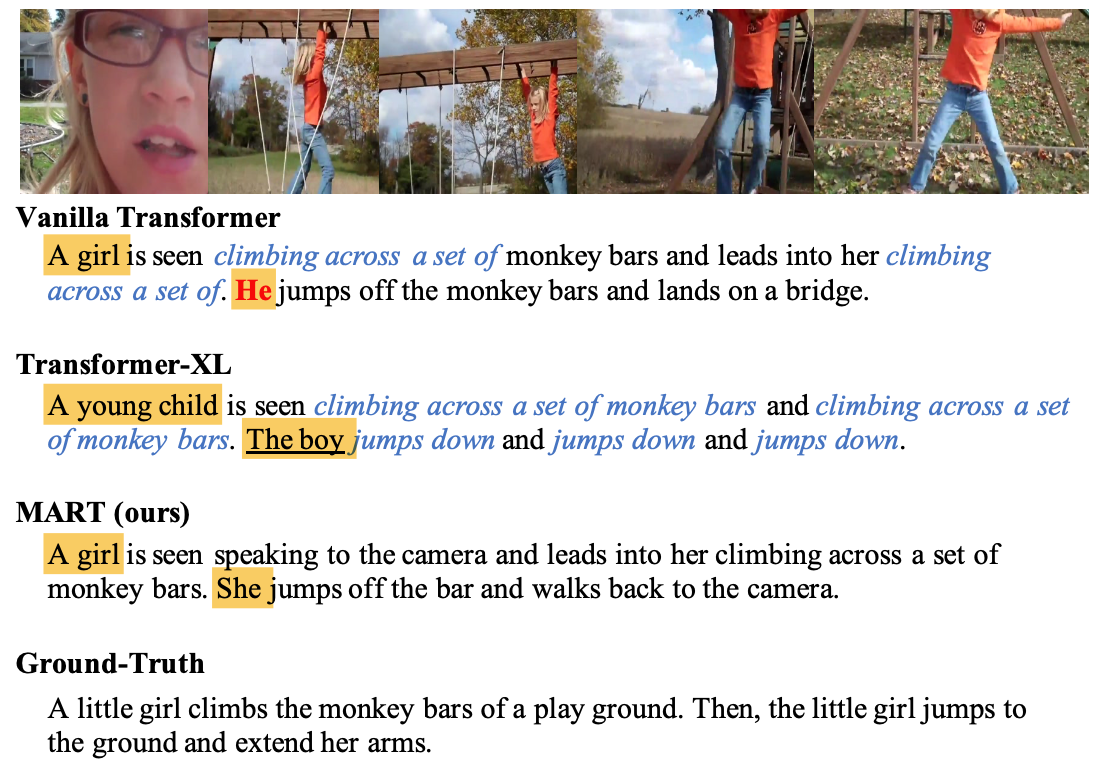 Vanilla Transformer
A girl is seen climbing across a set of monkey bars and leads into her climbing
across a set of. He jumps off the monkey bars and lands on a bridge.
Transformer-XL
A young child is seen climbing across a set of monkey bars and climbing across a set
of monkey bars. The boy jumps down and jumps down and jumps down.
MART (ours)
A girl is seen speaking to the camera and leads into her climbing across a set of
monkey bars. She jumps off the bar and walks back to the camera.
Ground-Truth
A little girl climbs the monkey bars of a play ground. Then, the little girl jumps to
the ground and extend her arms.